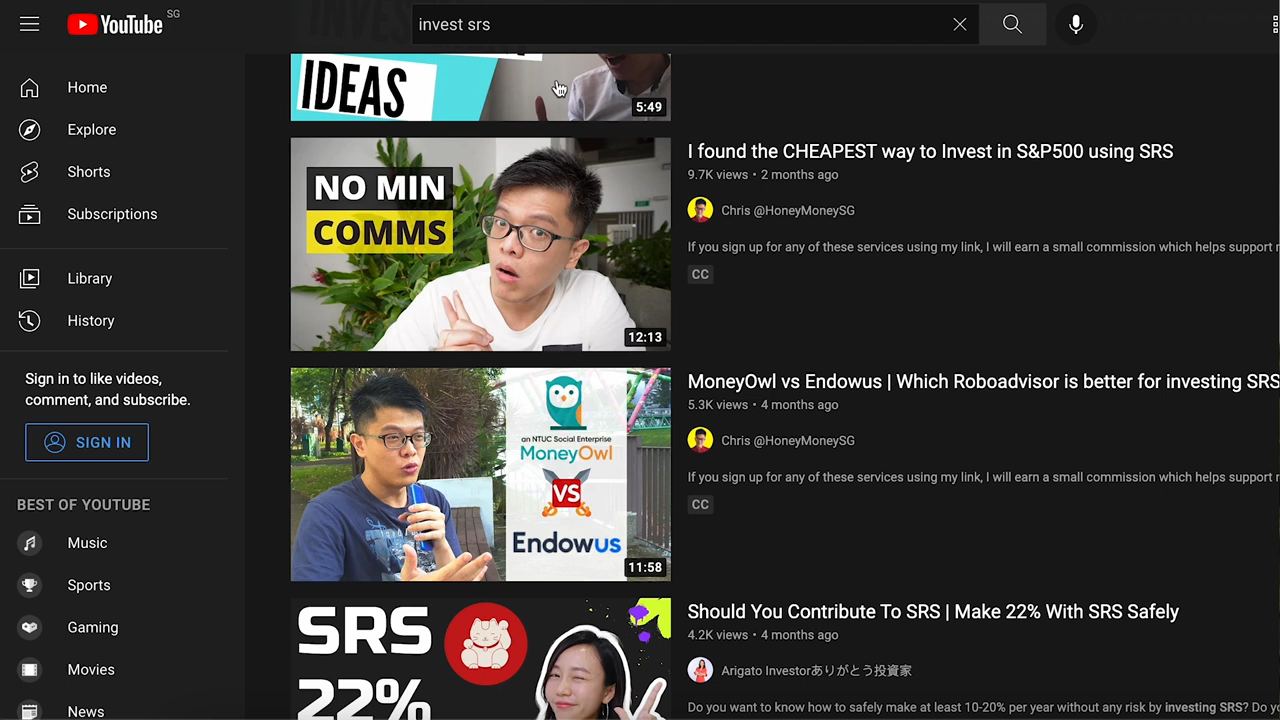 YouTube SG
invest srs
Home
Explore
Shorts
Subscriptions
Library
History
Sign in to like videos,
comment, and subscribe.
SIGN IN
BEST OF YOUTUBE
Music
Sports
Gaming
Movies
News
IDEAS
5:49
NO MIN
COMMS
12:13
I found the CHEAPEST way to Invest in S&P500 using SRS
9.7K views • 2 months ago
Chris @HoneyMoneySG
If you sign up for any of these services using my link, I will earn a small commission which helps support
CC
an NTUC Social Enterprise
MoneyOwl
VS
Endowus
11:58
MoneyOwl vs Endowus | Which Roboadvisor is better for investing SRS
5.3K views • 4 months ago
Chris @HoneyMoneySG
If you sign up for any of these services using my link, I will earn a small commission which helps support
CC
SRS
22%
Should You Contribute To SRS | Make 22% With SRS Safely
4.2K views • 4 months ago
Arigato Investorありがとう投資家
Do you want to know how to safely make at least 10-20% per year without any risk by investing SRS? Do